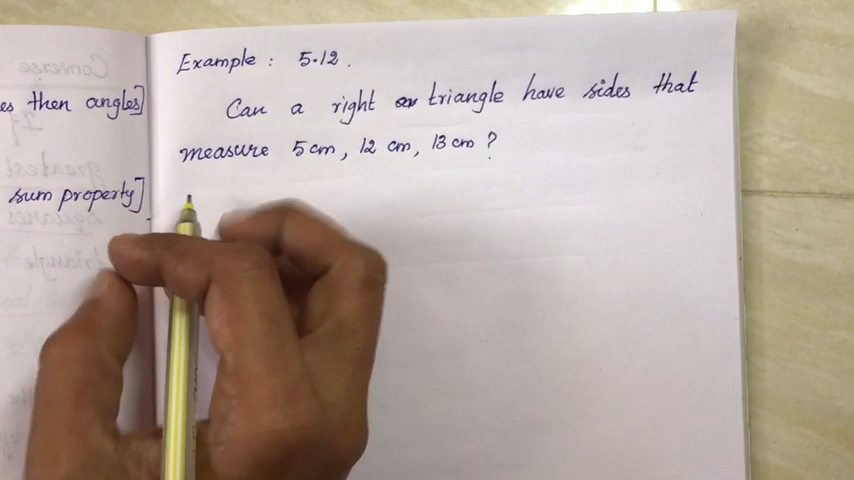 Example : 5.12.
es then angles]
Can a right triangle have sides that
measure 5 cm, 12 cm, 13 cm ?
sum property]